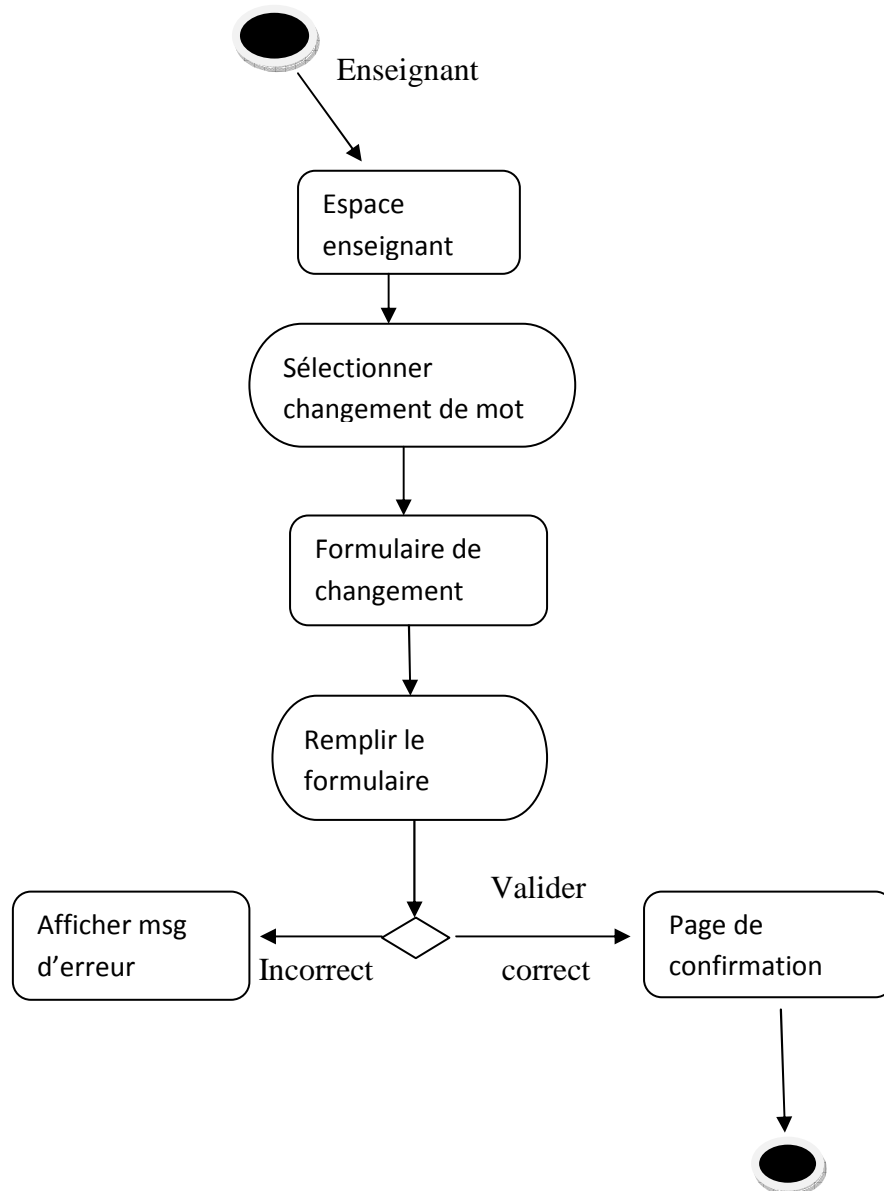 Enseignant
Espace
enseignant
Sélectionner
changement de mot
Formulaire de
changement
Remplir le
formulaire
Valider
Afficher msg
d’erreur
Incorrect
correct
Page de
confirmation